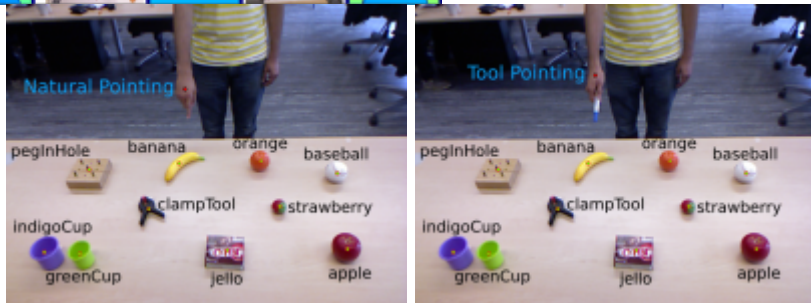 Natural Pointing
pegInHole
banana
orange
baseball
clampTool
strawberry
indigoCup
greenCup
jello
apple
Tool Pointing
pegInHole
banana
orange
baseball
clampTool
strawberry
indigoCup
greenCup
jello
apple